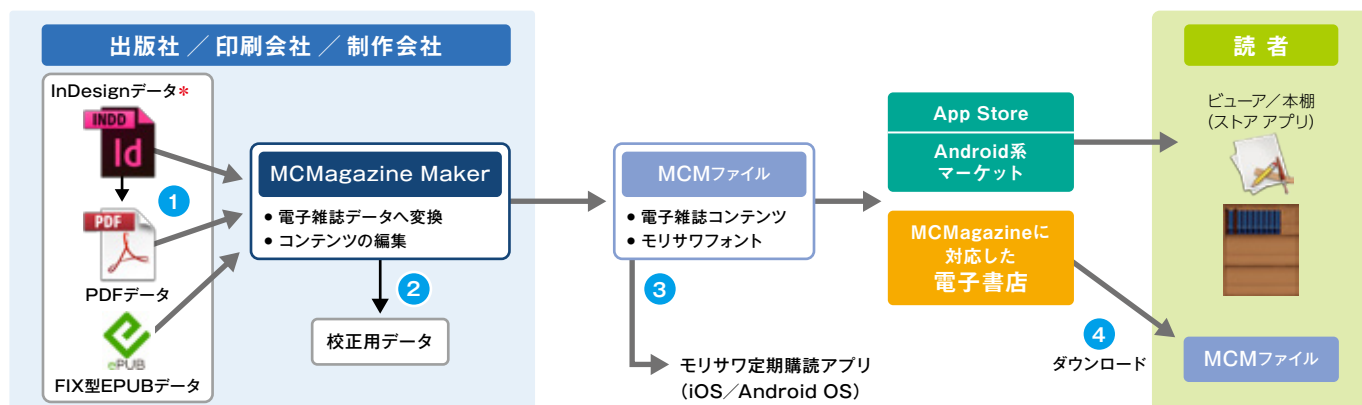 出版社 ／ 印刷会社 ／ 制作会社
InDesignデータ*
INDD
Id
1
PDF
PDFデータ
ePUB
FIX型EPUBデータ
MCMagazine Maker
● 電子雑誌データへ変換
● コンテンツの編集
2
校正用データ
MCMファイル
● 電子雑誌コンテンツ
● モリサワフォント
3
モリサワ定期購読アプリ
（iOS／Android OS）
App Store
Android系
マーケット
MCMagazineに
対応した
電子書店
4
ダウンロード
読 者
ビューア／本棚
（ストア アプリ）
MCMファイル